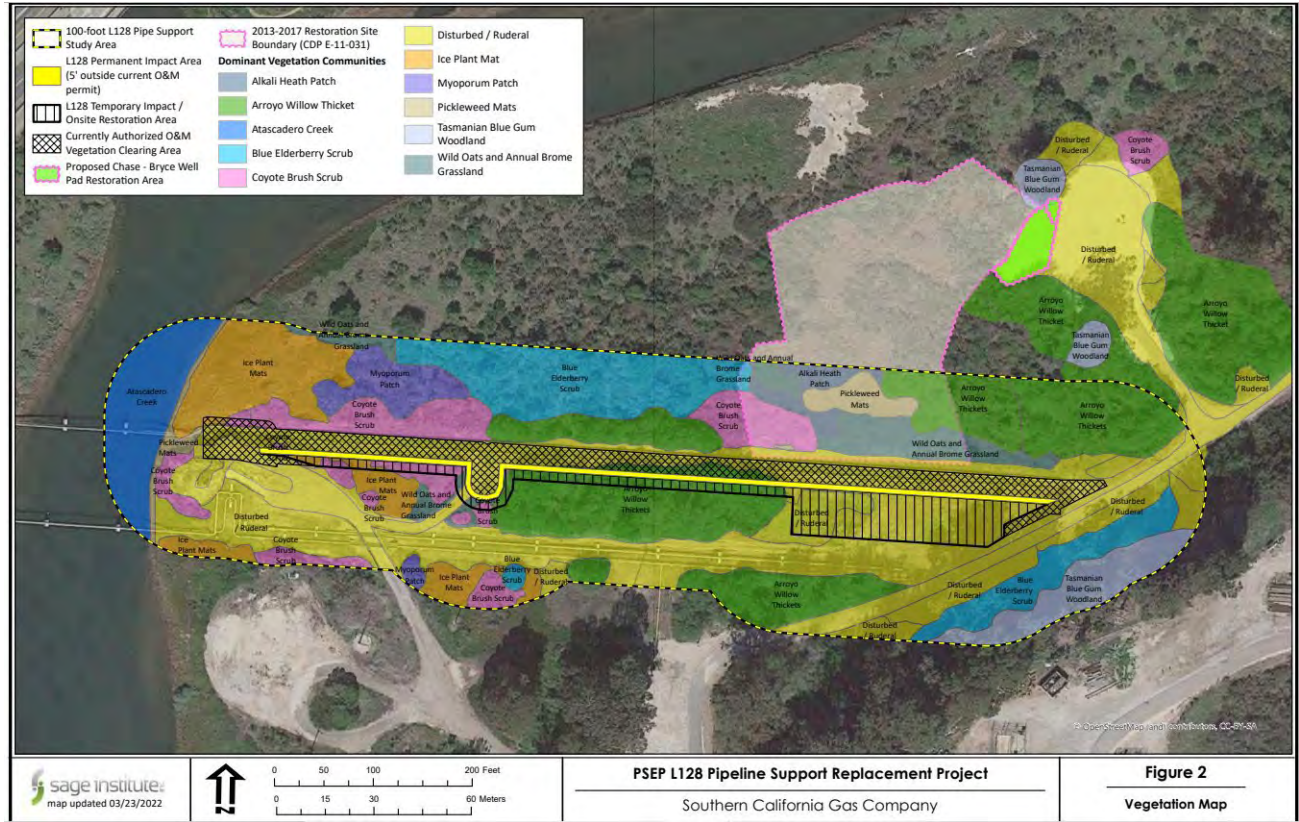 100-foot L128 Pipe Support
Study Area
L128 Permanent Impact Area
(5' outside current O&M
permit)
L128 Temporary Impact /
Onsite Restoration Area
Currently Authorized O&M
Vegetation Clearing Area
Proposed Chase - Bryce Well
Pad Restoration Area
2013-2017 Restoration Site
Boundary (CDP E-11-031)
Dominant Vegetation Communities
Alkali Heath Patch
Arroyo Willow Thicket
Atascadero Creek
Blue Elderberry Scrub
Coyote Brush Scrub
Disturbed / Ruderal
Ice Plant Mat
Myoporum Patch
Pickleweed Mats
Tasmanian Blue Gum
Woodland
Wild Oats and Annual Brome
Grassland
Disturbed
/ Ruderal
Coyote
Brush
Scrub
Tasmanian
Blue Gum
Woodland
Disturbed
/ Ruderal
Arroyo
Willow
Thicket
Arroyo
Willow
Thicket
Tasmanian
Blue Gum
Woodland
Disturbed
/ Ruderal
Wild Oats and
Grassland
Ice Plant
Mats
Myoporum
Patch
Blue
Elderberry
Scrub
Wild Oats and Annual
Brome
Grassland
Alkali Heath
Patch
Pickleweed
Mats
Arroyo
Willow
Thickets
Arroyo
Willow
Thickets
Atascadero
Creek
Coyote
Brush
Scrub
Coyote
Brush
Scrub
Wild Oats and
Annual Brome Grassland
Pickleweed
Mats
Coyote
Brush
Scrub
Ice Plant
Mats
Coyote
Brush
Scrub
Wild Oats
and Annual
Brome
Grassland
Brush
Scrub
Arroyo
Willow
Thickets
Disturbed
/ Ruderal
Disturbed
/ Ruderal
Disturbed
/ Ruderal
Ice
Plant Mats
Coyote
Brush
Scrub
Myoporum
Patch
Ice Plant
Mats
Coyote
Brush Scrub
Blue
Elderberry
Scrub
Disturbed
/ Ruderal
Arroyo
Willow
Thickets
Disturbed
/ Ruderal
Blue
Elderberry
Scrub
Tasmanian
Blue Gum
Woodland
Disturbed
/ Ruderal
© OpenStreetMap (and) contributors, CC-BY-SA
sage institute
map updated 03/23/2022
N
0 50 100 200 Feet
0 15 30 60 Meters
PSEP L128 Pipeline Support Replacement Project
Southern California Gas Company
Figure 2
Vegetation Map